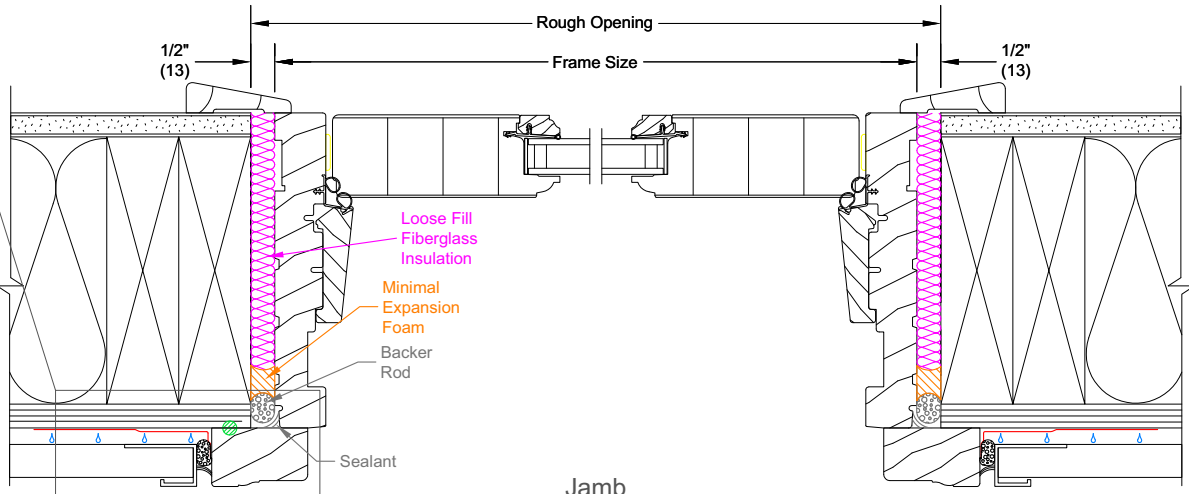 Rough Opening
1/2"
(13)
Frame Size
1/2"
(13)
Loose Fill
Fiberglass
Insulation
Minimal
Expansion
Foam
Backer
Rod
Sealant
Jamb